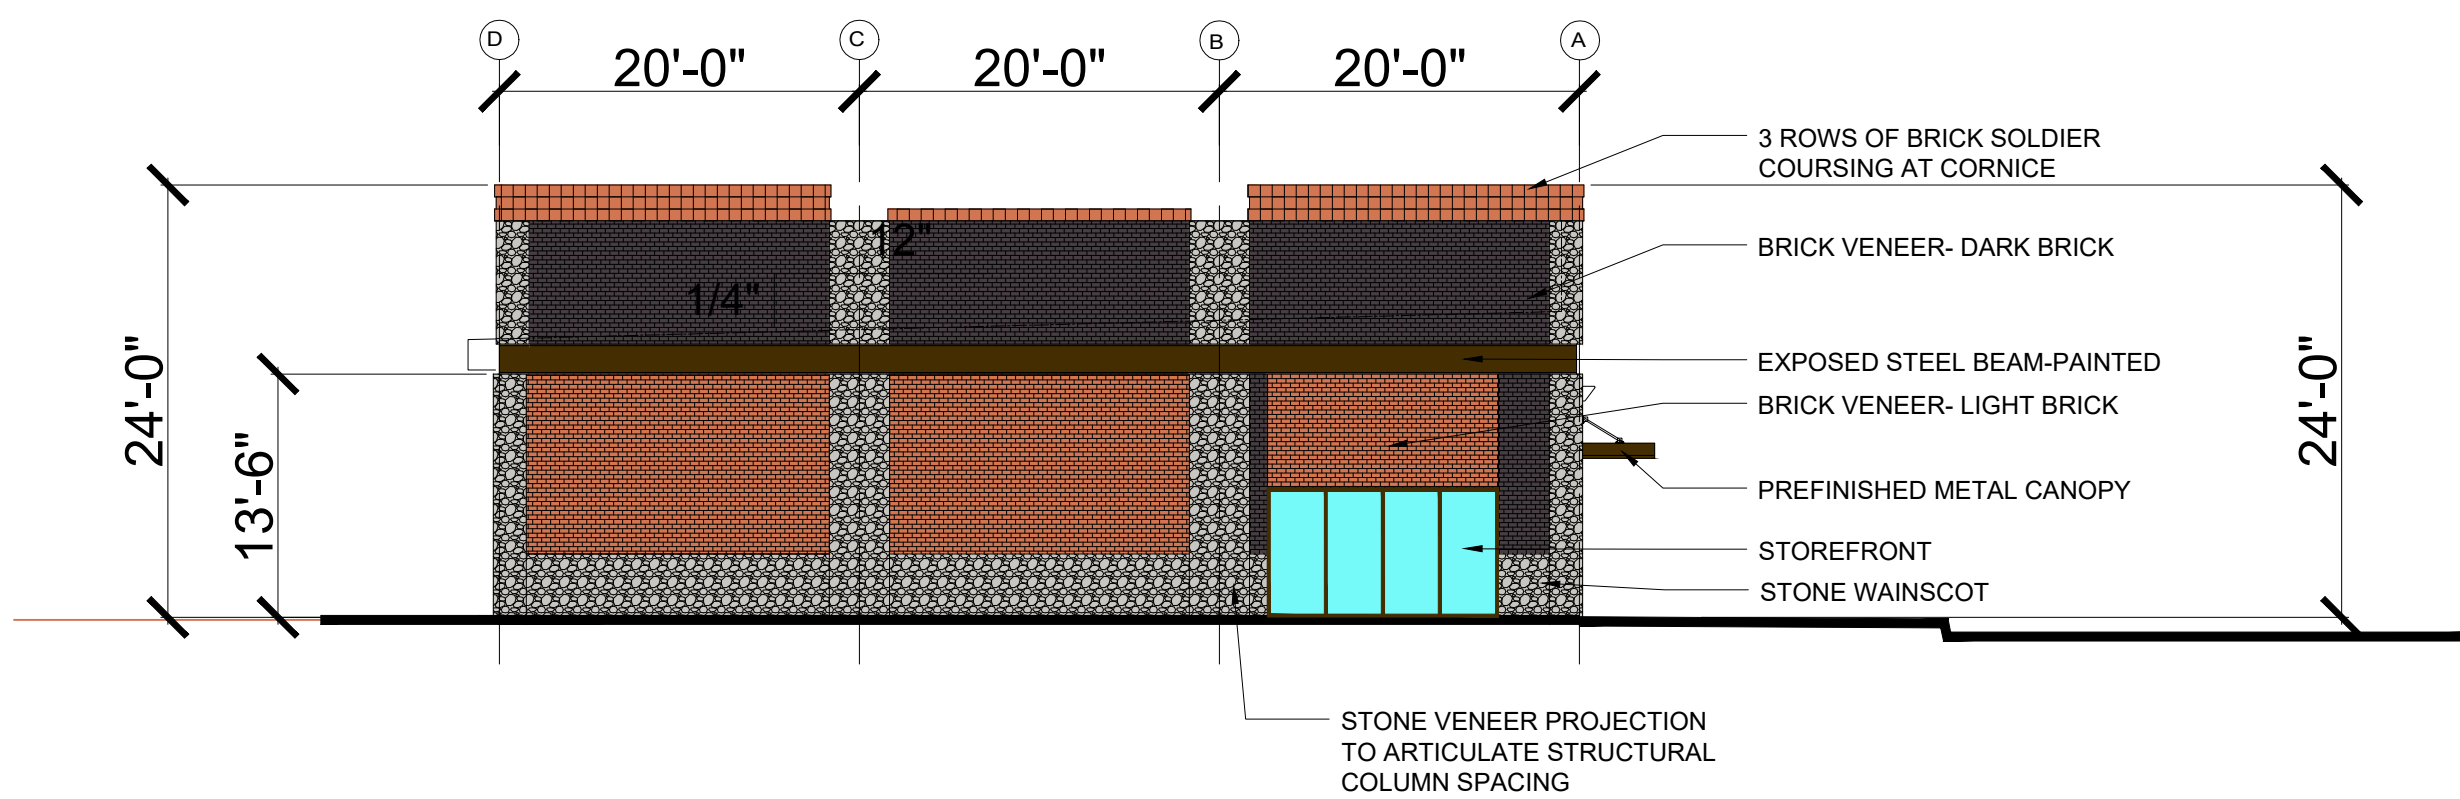 D
C
B
A
20'-0"
20'-0"
20'-0"
3 ROWS OF BRICK SOLDIER
COURSING AT CORNICE
12"
BRICK VENEER- DARK BRICK
1/4"
24'-0"
13'-6"
24'-0"
EXPOSED STEEL BEAM-PAINTED
BRICK VENEER- LIGHT BRICK
PREFINISHED METAL CANOPY
STOREFRONT
STONE WAINSCOT
STONE VENEER PROJECTION
TO ARTICULATE STRUCTURAL
COLUMN SPACING